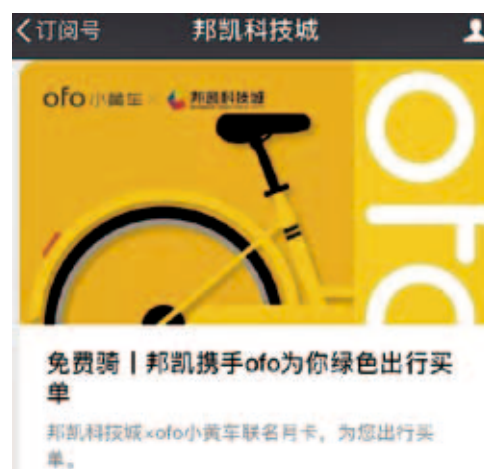 订阅号 邦凯科技城
ofo小黄车 × 邦凯科技城
ofo
免费骑丨邦凯携手ofo为你绿色出行买
单
邦凯科技城×ofo小黄车联名月卡，为您出行买
单。